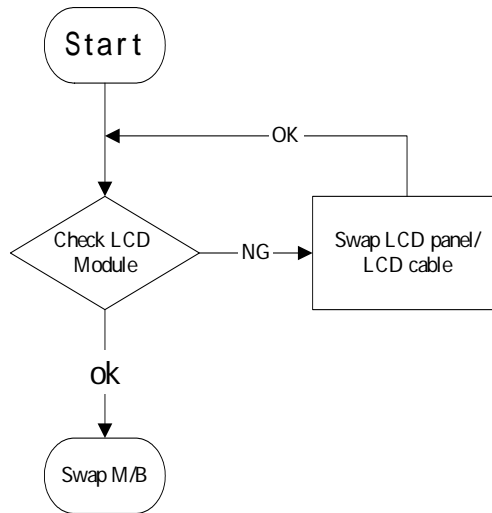 Start
OK
Check LCD
Module
NG
Swap LCD panel/
LCD cable
ok
Swap M/B